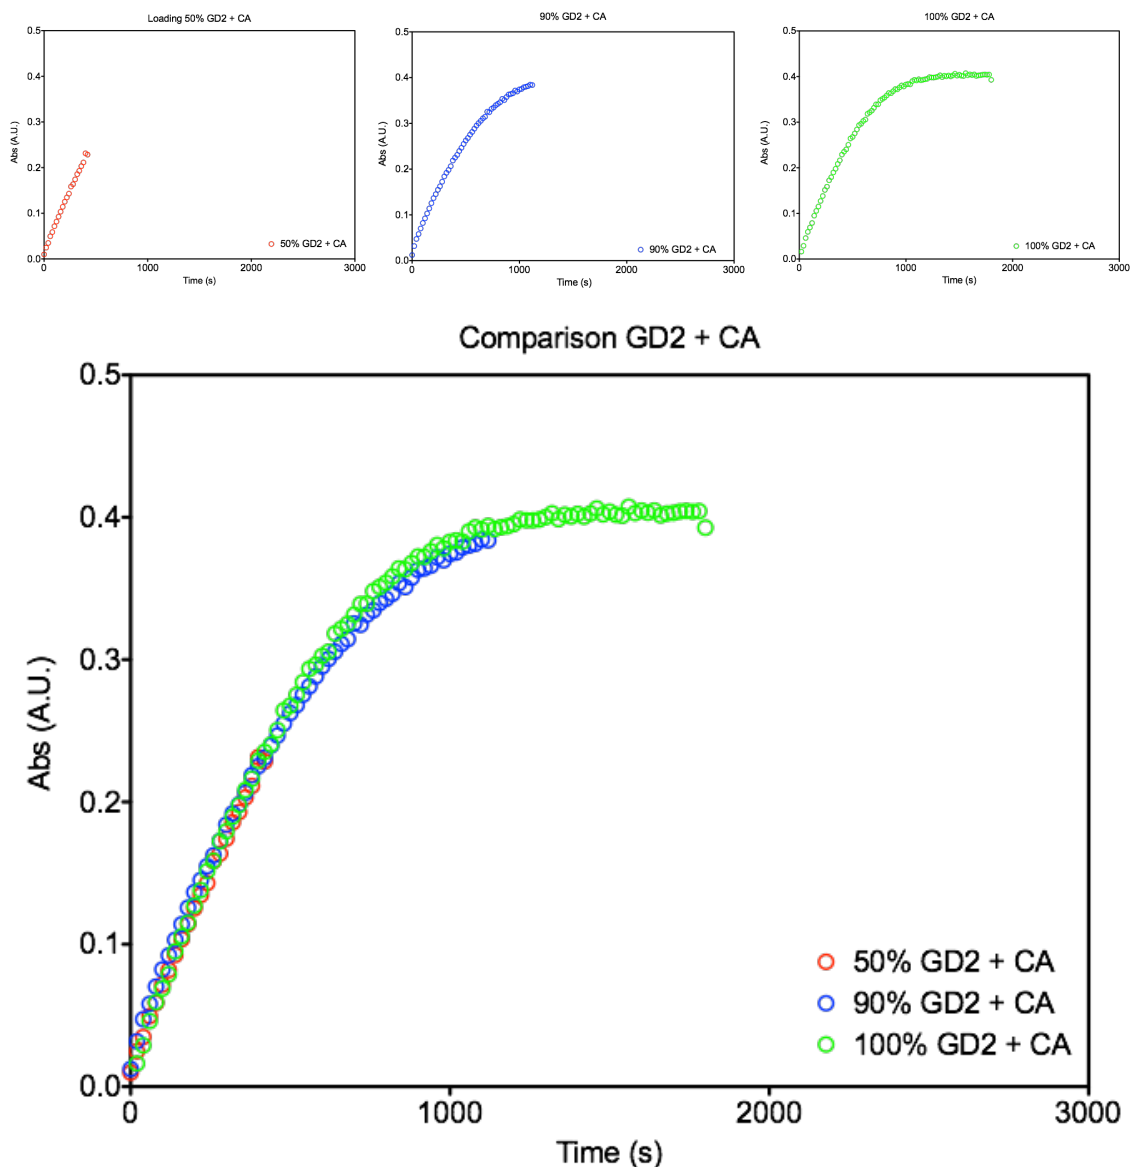 Loading 50% GD2 + CA
0.5
0.4
0.3
0.2
0.1
0.0
Abs (A.U.)
50% GD2 + CA
0
1000
2000
3000
Time (s)
90% GD2 + CA
0.5
0.4
0.3
0.2
0.1
0.0
Abs (A.U.)
90% GD2 + CA
0
1000
2000
3000
Time (s)
100% GD2 + CA
0.5
0.4
0.3
0.2
0.1
0.0
Abs (A.U.)
100% GD2 + CA
0
1000
2000
3000
Time (s)
Comparison GD2 + CA
0.5
0.4
0.3
0.2
0.1
0.0
Abs (A.U.)
50% GD2 + CA
90% GD2 + CA
100% GD2 + CA
0
1000
2000
3000
Time (s)